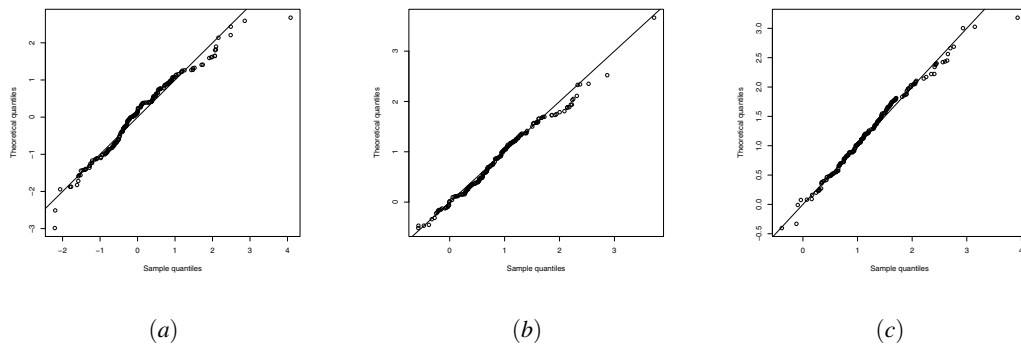 Theoretical quantiles
2
1
0
−1
−2
−3
−2 −1 0 1 2 3 4
Sample quantiles
(a)
Theoretical quantiles
3
2
1
0
0 1 2 3
Sample quantiles
(b)
Theoretical quantiles
3.0
2.5
2.0
1.5
1.0
0.5
0.0
−0.5
0 1 2 3 4
Sample quantiles
(c)